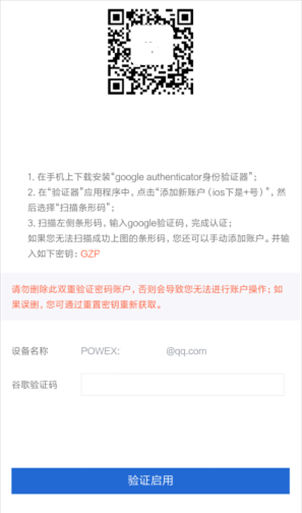 1. 在手机上下载安装“google authenticator身份验证器”;
2. 在“验证器”应用程序中，点击“添加新账户（ios下是+号）”，然
后选择“扫描条形码”;
3. 扫描左侧条形码，输入google验证码，完成认证;
如果您无法扫描成功上图的条形码，您还可以手动添加账户。并输
入如下密钥: GZP
请勿删除此双重验证密码账户，否则会导致您无法进行账户操作；如
果误删，您可通过重置密钥重新获取。
设备名称 POWEX: @qq.com
谷歌验证码
验证启用